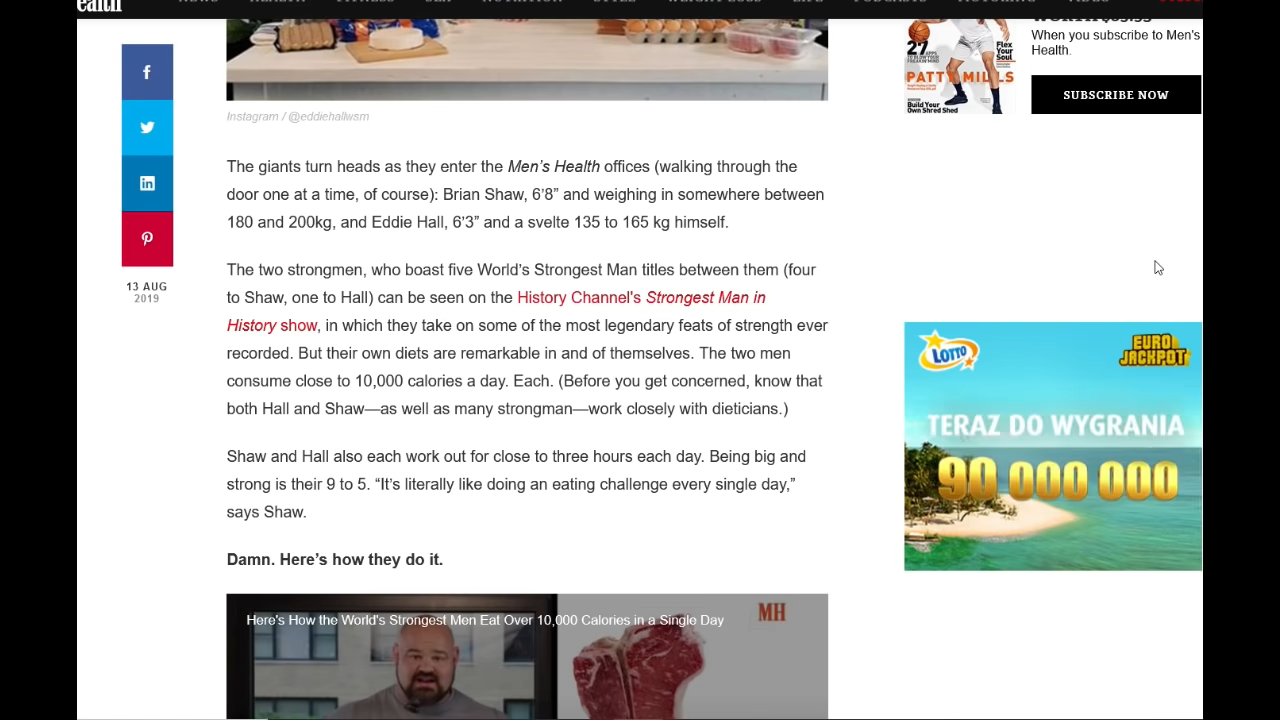 ealth
NEWS HEALTH FITNESS SEX NUTRITION STYLE WEIGHT LOSS LIFE PODCASTS MOTORING VIDEO
When you subscribe to Men's
Health.
SUBSCRIBE NOW
27
Flex
Your
Soul
PATTY MILLS
Build Your
Own Shred Shed
Instagram / @eddiehallwsm
13 AUG
2019
The giants turn heads as they enter the Men’s Health offices (walking through the
door one at a time, of course): Brian Shaw, 6’8” and weighing in somewhere between
180 and 200kg, and Eddie Hall, 6’3” and a svelte 135 to 165 kg himself.
The two strongmen, who boast five World’s Strongest Man titles between them (four
to Shaw, one to Hall) can be seen on the History Channel's Strongest Man in
History show, in which they take on some of the most legendary feats of strength ever
recorded. But their own diets are remarkable in and of themselves. The two men
consume close to 10,000 calories a day. Each. (Before you get concerned, know that
both Hall and Shaw—as well as many strongman—work closely with dieticians.)
Shaw and Hall also each work out for close to three hours each day. Being big and
strong is their 9 to 5. “It’s literally like doing an eating challenge every single day,”
says Shaw.
Damn. Here’s how they do it.
Here's How the World's Strongest Men Eat Over 10,000 Calories in a Single Day
MH
LOTTO
EURO
JACKPOT
TERAZ DO WYGRANIA
90 000 000